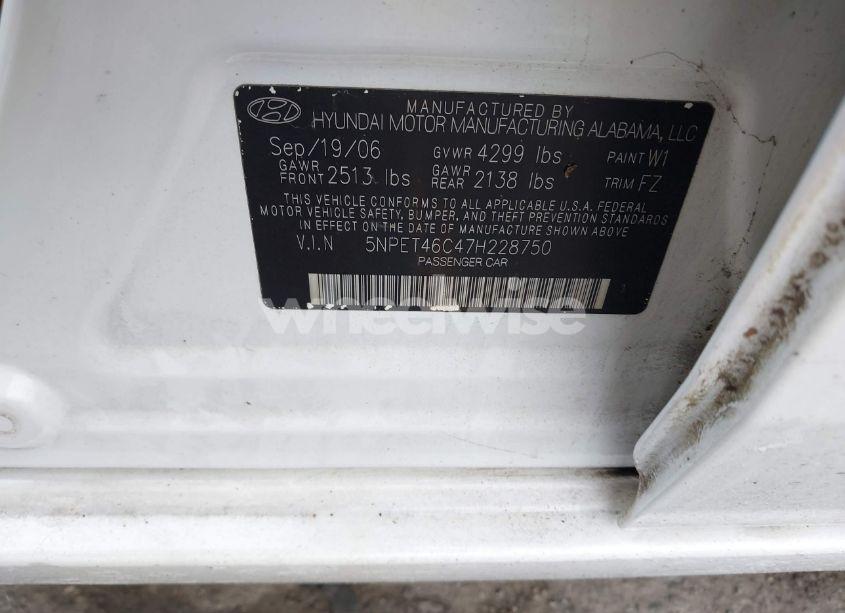 MANUFACTURED BY
HYUNDAI MOTOR MANUFACTURING ALABAMA, LLC
Sep/19/06 GVWR 4299 lbs PAINT W1
GAWR FRONT 2513 lbs GAWR REAR 2138 lbs TRIM FZ
THIS VEHICLE CONFORMS TO ALL APPLICABLE U.S.A. FEDERAL
MOTOR VEHICLE SAFETY, BUMPER, AND THEFT PREVENTION STANDARDS
IN EFFECT ON THE DATE OF MANUFACTURE SHOWN ABOVE
V.I.N 5NPET46C47H228750
PASSENGER CAR
wheelwise